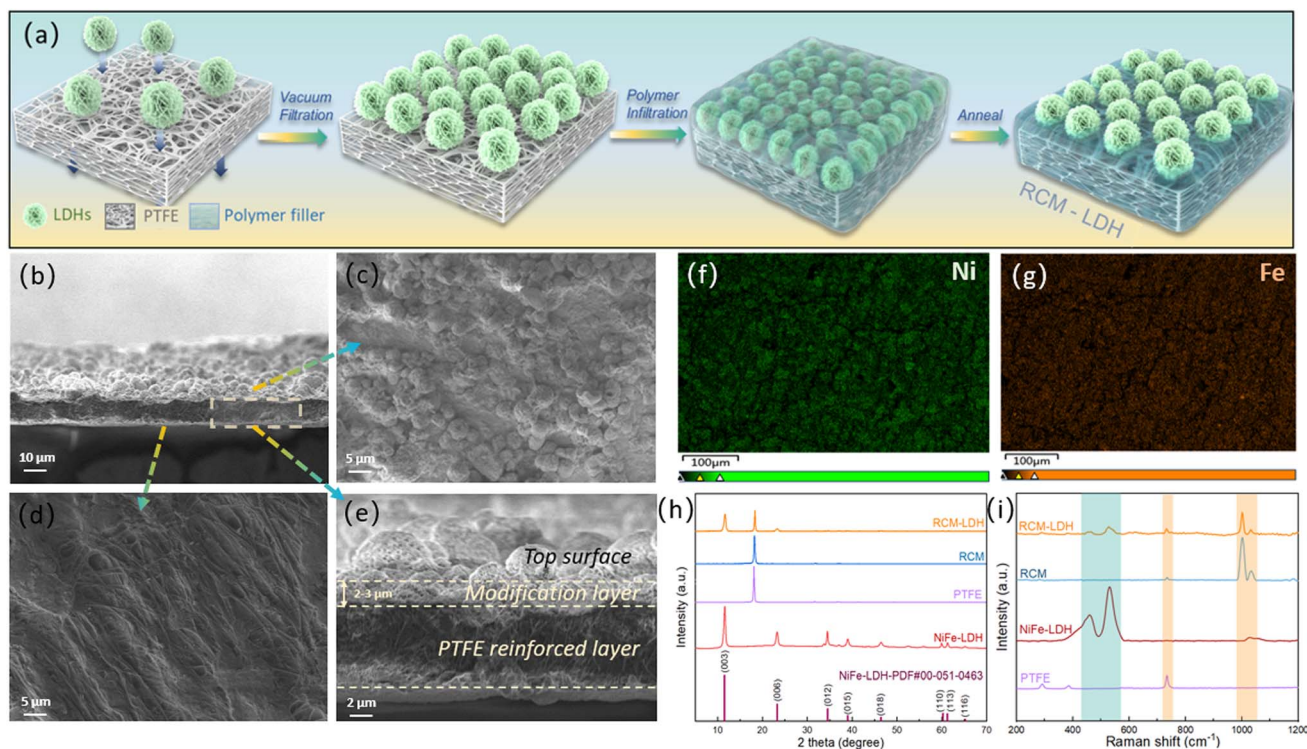 (a)
Vacuum
Filtration
Polymer
Infiltration
Anneal
LDHs
PTFE
Polymer filler
RCM - LDH
(b)
10 μm
(c)
5 μm
(d)
5 μm
(e)
Top surface
2-3 μm
Modification layer
PTFE reinforced layer
2 μm
(f)
Ni
100μm
(g)
Fe
100μm
(h)
Intensity (a.u.)
RCM-LDH
RCM
PTFE
NiFe-LDH
NiFe-LDH-PDF#00-051-0463
(003)
(006)
(012)
(015)
(018)
(110)
(113)
(116)
10 20 30 40 50 60 70
2 theta (degree)
(i)
Intensity (a.u.)
RCM-LDH
RCM
NiFe-LDH
PTFE
200 400 600 800 1000 1200
Raman shift (cm⁻¹)